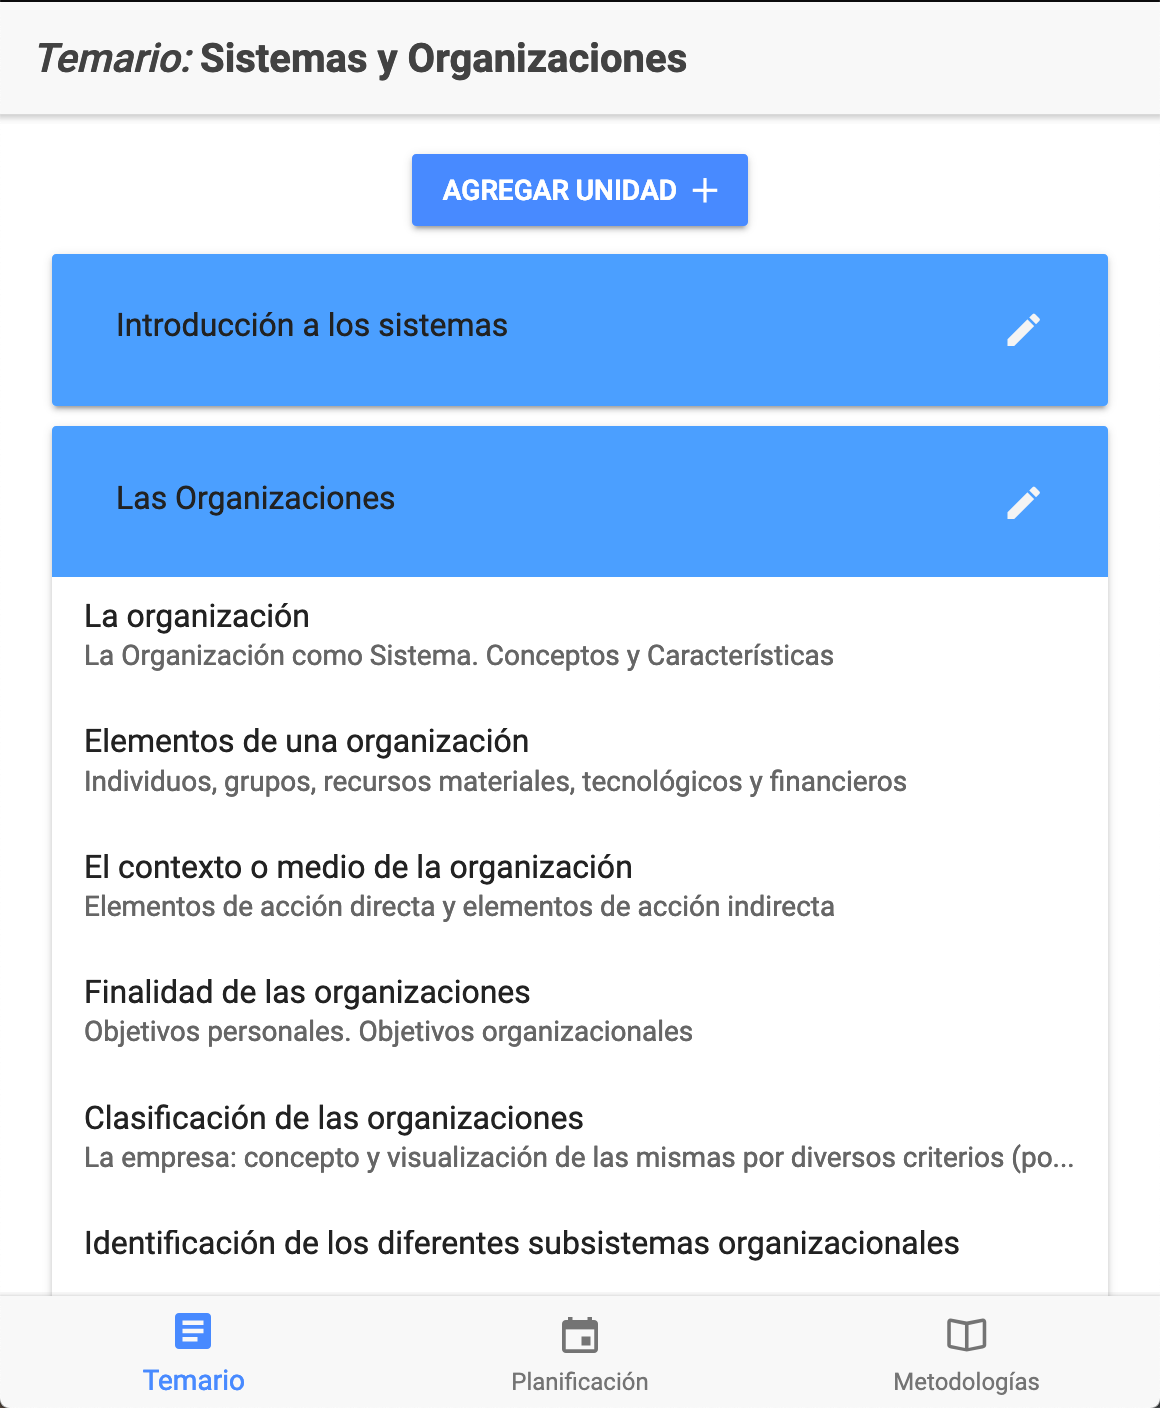 Temario: Sistemas y Organizaciones
AGREGAR UNIDAD
Introducción a los sistemas
Las Organizaciones
La organización
La Organización como Sistema. Conceptos y Características
Elementos de una organización
Individuos, grupos, recursos materiales, tecnológicos y financieros
El contexto o medio de la organización
Elementos de acción directa y elementos de acción indirecta
Finalidad de las organizaciones
Objetivos personales. Objetivos organizacionales
Clasificación de las organizaciones
La empresa: concepto y visualización de las mismas por diversos criterios (po...
Identificación de los diferentes subsistemas organizacionales
Temario
Planificación
Metodologías